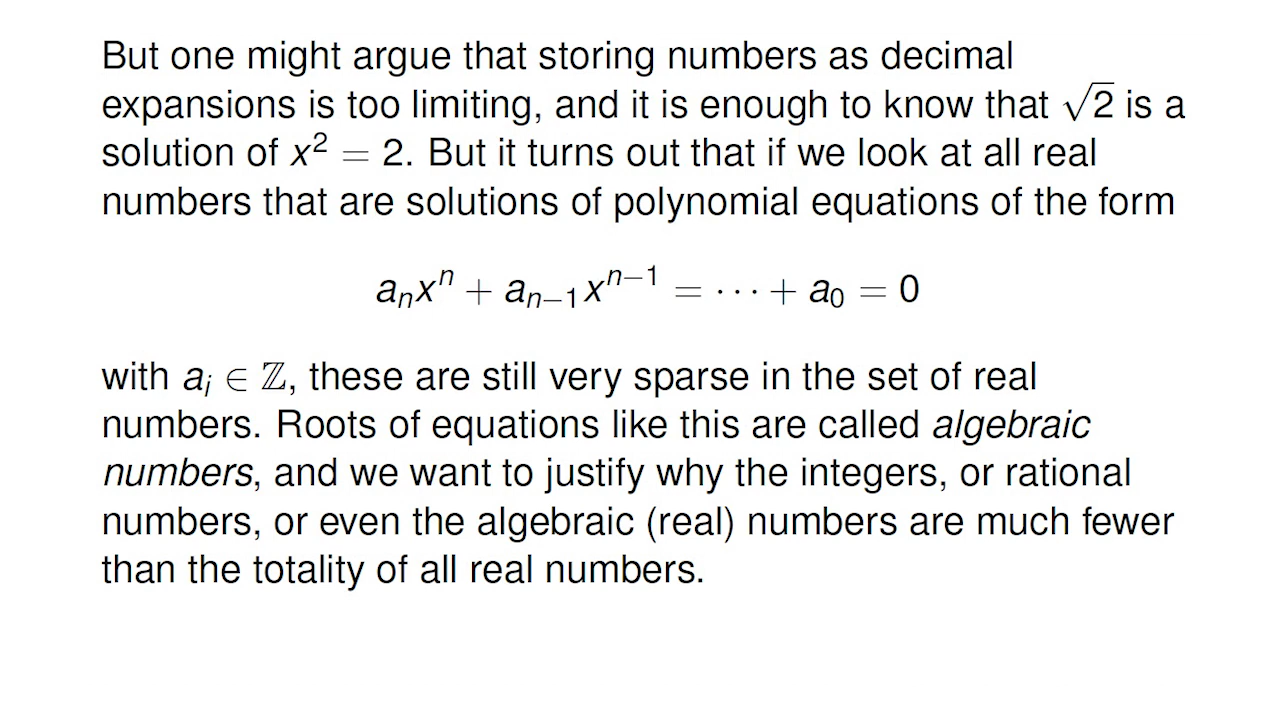 But one might argue that storing numbers as decimal
expansions is too limiting, and it is enough to know that √2 is a
solution of x² = 2. But it turns out that if we look at all real
numbers that are solutions of polynomial equations of the form
aₙxⁿ + aₙ₋₁xⁿ⁻¹ = ⋯ + a₀ = 0
with aᵢ ∈ ℤ, these are still very sparse in the set of real
numbers. Roots of equations like this are called algebraic
numbers, and we want to justify why the integers, or rational
numbers, or even the algebraic (real) numbers are much fewer
than the totality of all real numbers.